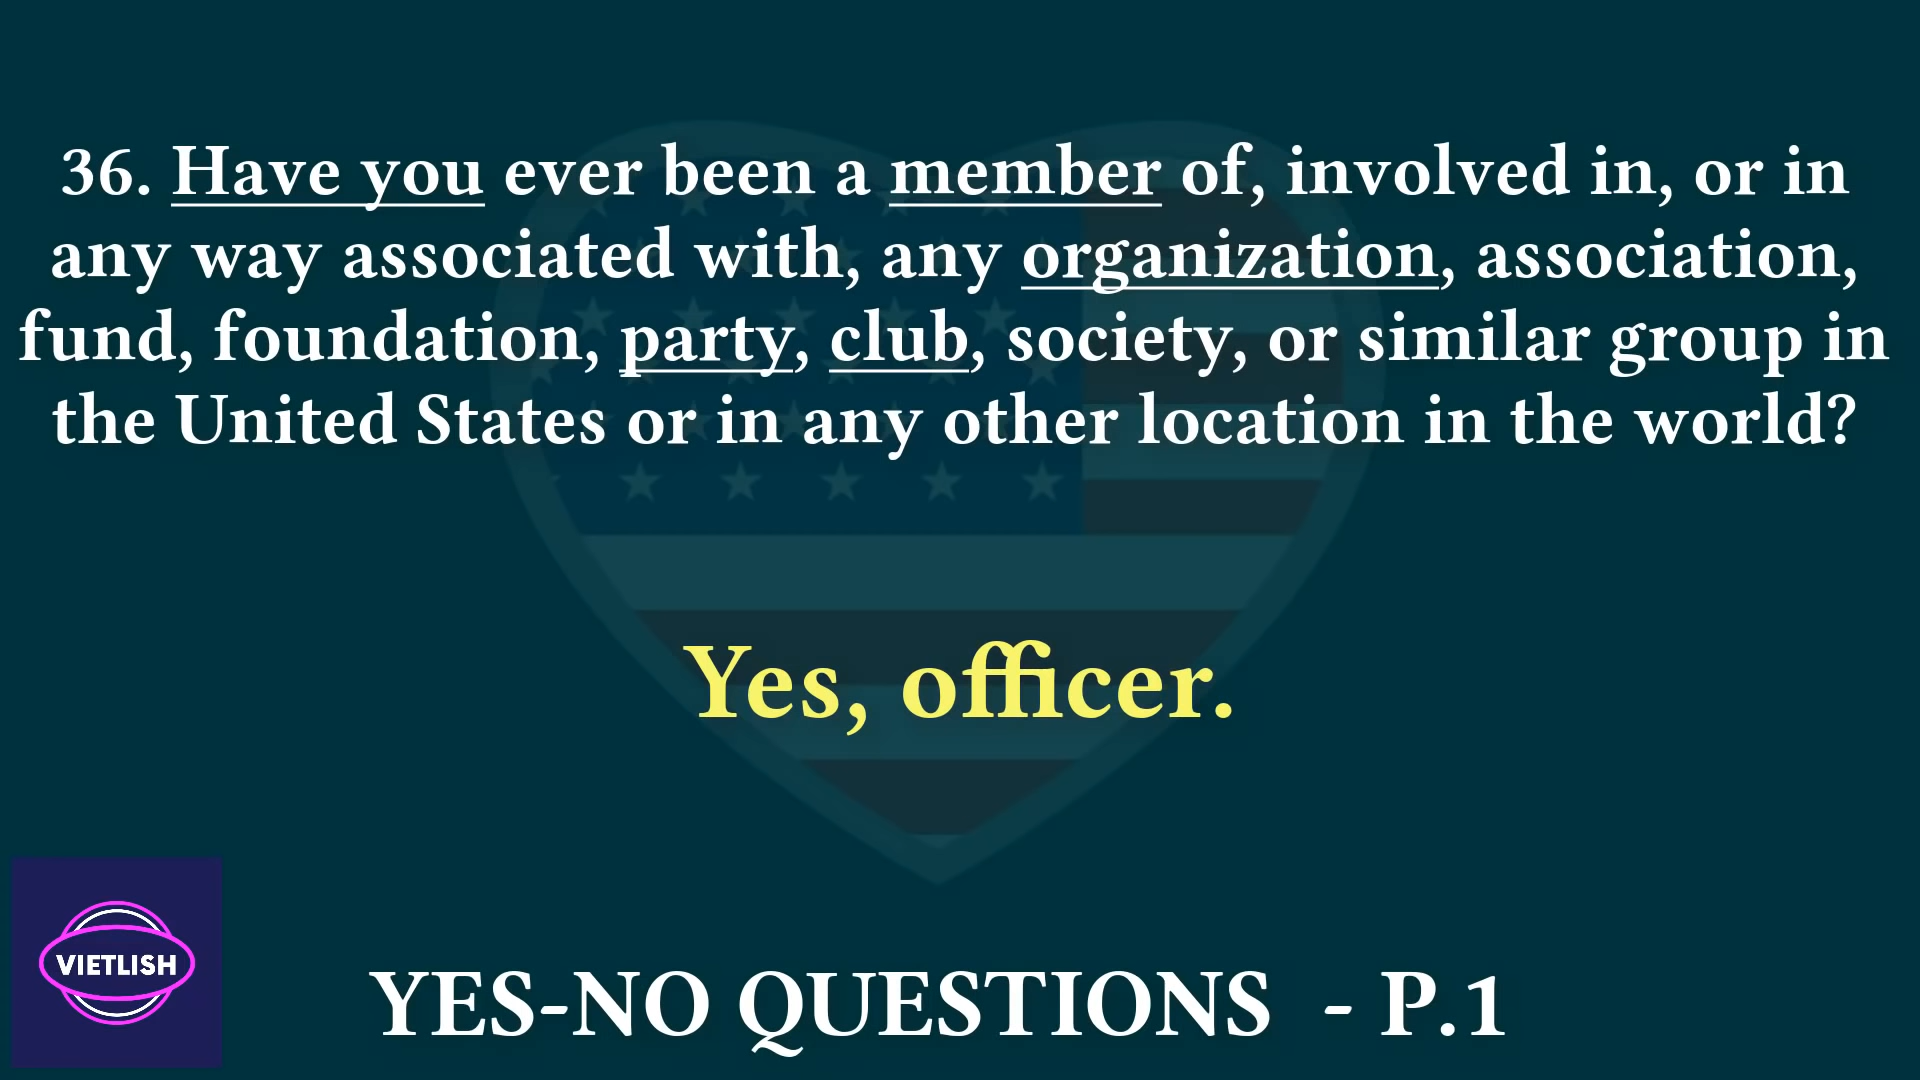 36. Have you ever been a member of, involved in, or in
any way associated with, any organization, association,
fund, foundation, party, club, society, or similar group in
the United States or in any other location in the world?
Yes, officer.
VIETLISH
YES-NO QUESTIONS - P.1